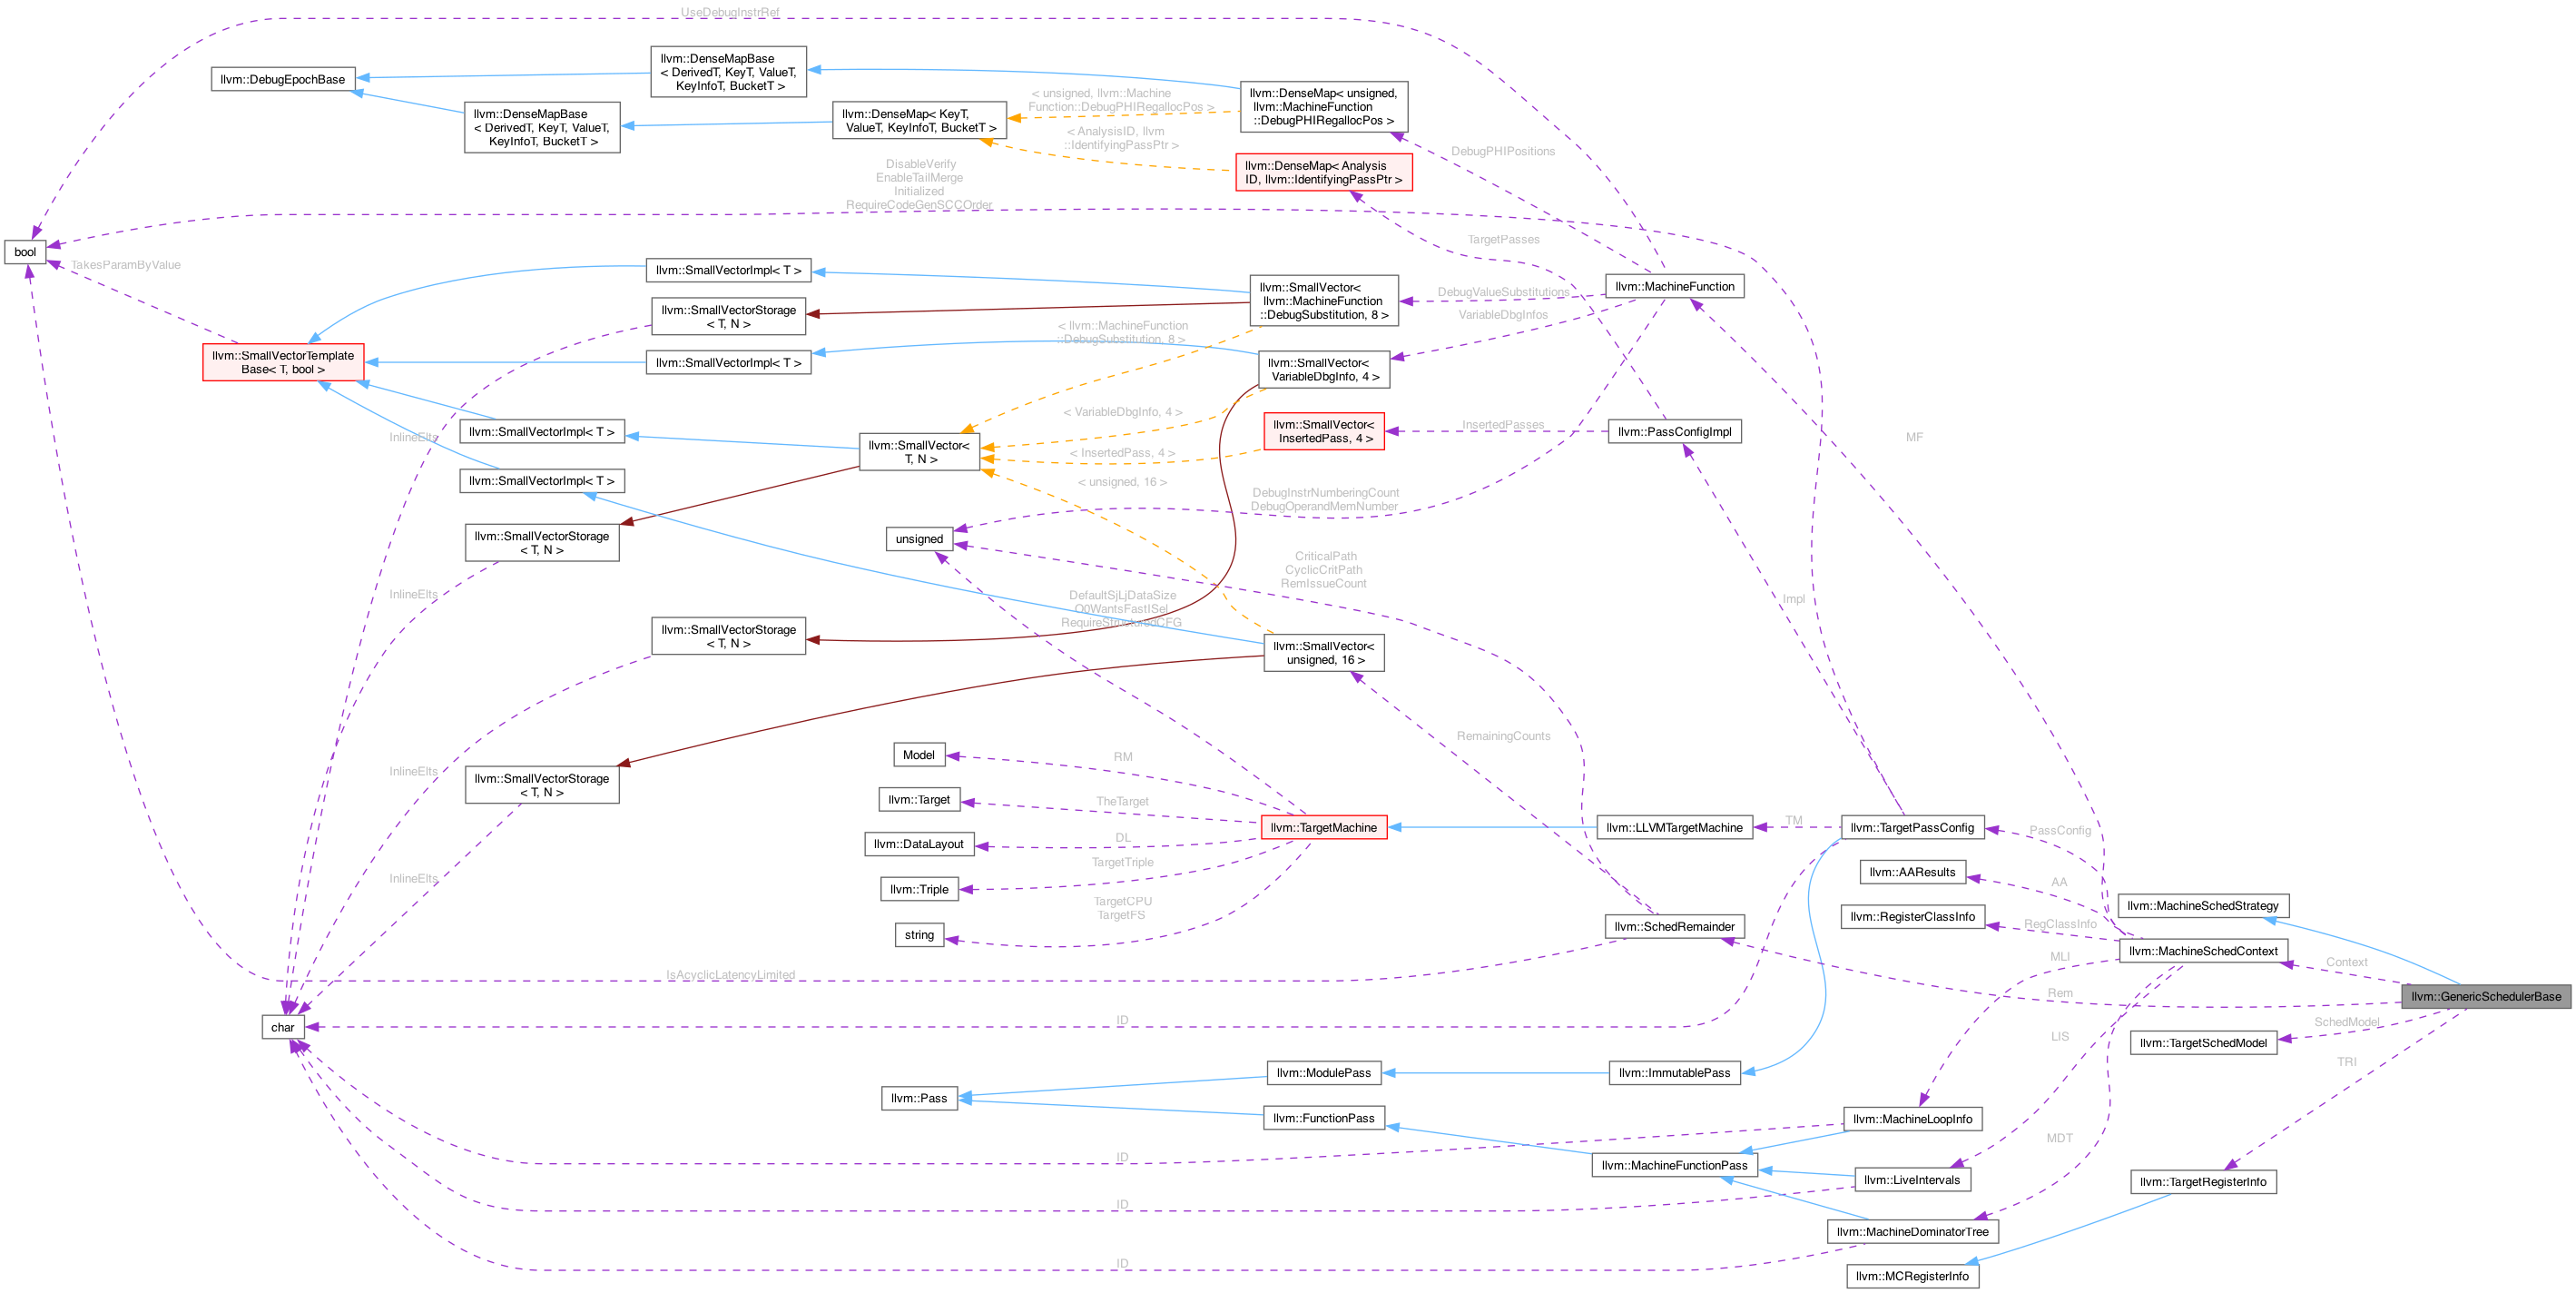 UseDebugInstrRef
llvm::DebugEpochBase
llvm::DenseMapBase
< DerivedT, KeyT, ValueT,
KeyInfoT, BucketT >
llvm::DenseMapBase
< DerivedT, KeyT, ValueT,
KeyInfoT, BucketT >
llvm::DenseMap< KeyT,
ValueT, KeyInfoT, BucketT >
< unsigned, llvm::Machine
Function::DebugPHIRegallocPos >
< AnalysisID, llvm
::IdentifyingPassPtr >
llvm::DenseMap< unsigned,
llvm::MachineFunction
::DebugPHIRegallocPos >
llvm::DenseMap< Analysis
ID, llvm::IdentifyingPassPtr >
DebugPHIPositions
DisableVerify
EnableTailMerge
Initialized
RequireCodeGenSCCOrder
TargetPasses
bool
TakesParamByValue
llvm::SmallVectorImpl< T >
llvm::SmallVectorStorage
< T, N >
llvm::SmallVectorTemplate
Base< T, bool >
llvm::SmallVectorImpl< T >
llvm::SmallVector<
llvm::MachineFunction
::DebugSubstitution, 8 >
< llvm::MachineFunction
::DebugSubstitution, 8 >
llvm::SmallVector<
VariableDbgInfo, 4 >
DebugValueSubstitutions
VariableDbgInfos
llvm::MachineFunction
llvm::SmallVectorImpl< T >
InlineElts
llvm::SmallVectorImpl< T >
llvm::SmallVector<
T, N >
< VariableDbgInfo, 4 >
< InsertedPass, 4 >
< unsigned, 16 >
llvm::SmallVector<
InsertedPass, 4 >
InsertedPasses
llvm::PassConfigImpl
MF
llvm::SmallVectorStorage
< T, N >
unsigned
DebugInstrNumberingCount
DebugOperandMemNumber
CriticalPath
CyclicCritPath
RemIssueCount
InlineElts
DefaultSjLjDataSize
O0WantsFastISel
RequireStructuredCFG
Impl
llvm::SmallVectorStorage
< T, N >
llvm::SmallVector<
unsigned, 16 >
RemainingCounts
InlineElts
llvm::SmallVectorStorage
< T, N >
Model
RM
llvm::Target
TheTarget
llvm::DataLayout
DL
llvm::Triple
TargetTriple
string
TargetCPU
TargetFS
llvm::TargetMachine
llvm::LLVMTargetMachine
TM
llvm::TargetPassConfig
PassConfig
llvm::AAResults
AA
llvm::RegisterClassInfo
RegClassInfo
llvm::MachineSchedStrategy
InlineElts
llvm::SchedRemainder
llvm::MachineSchedContext
IsAcyclicLatencyLimited
MLI
Context
Rem
llvm::GenericSchedulerBase
char
ID
LIS
SchedModel
llvm::TargetSchedModel
TRI
llvm::Pass
llvm::ModulePass
llvm::ImmutablePass
llvm::FunctionPass
llvm::MachineLoopInfo
MDT
ID
llvm::MachineFunctionPass
llvm::LiveIntervals
llvm::TargetRegisterInfo
ID
llvm::MachineDominatorTree
ID
llvm::MCRegisterInfo